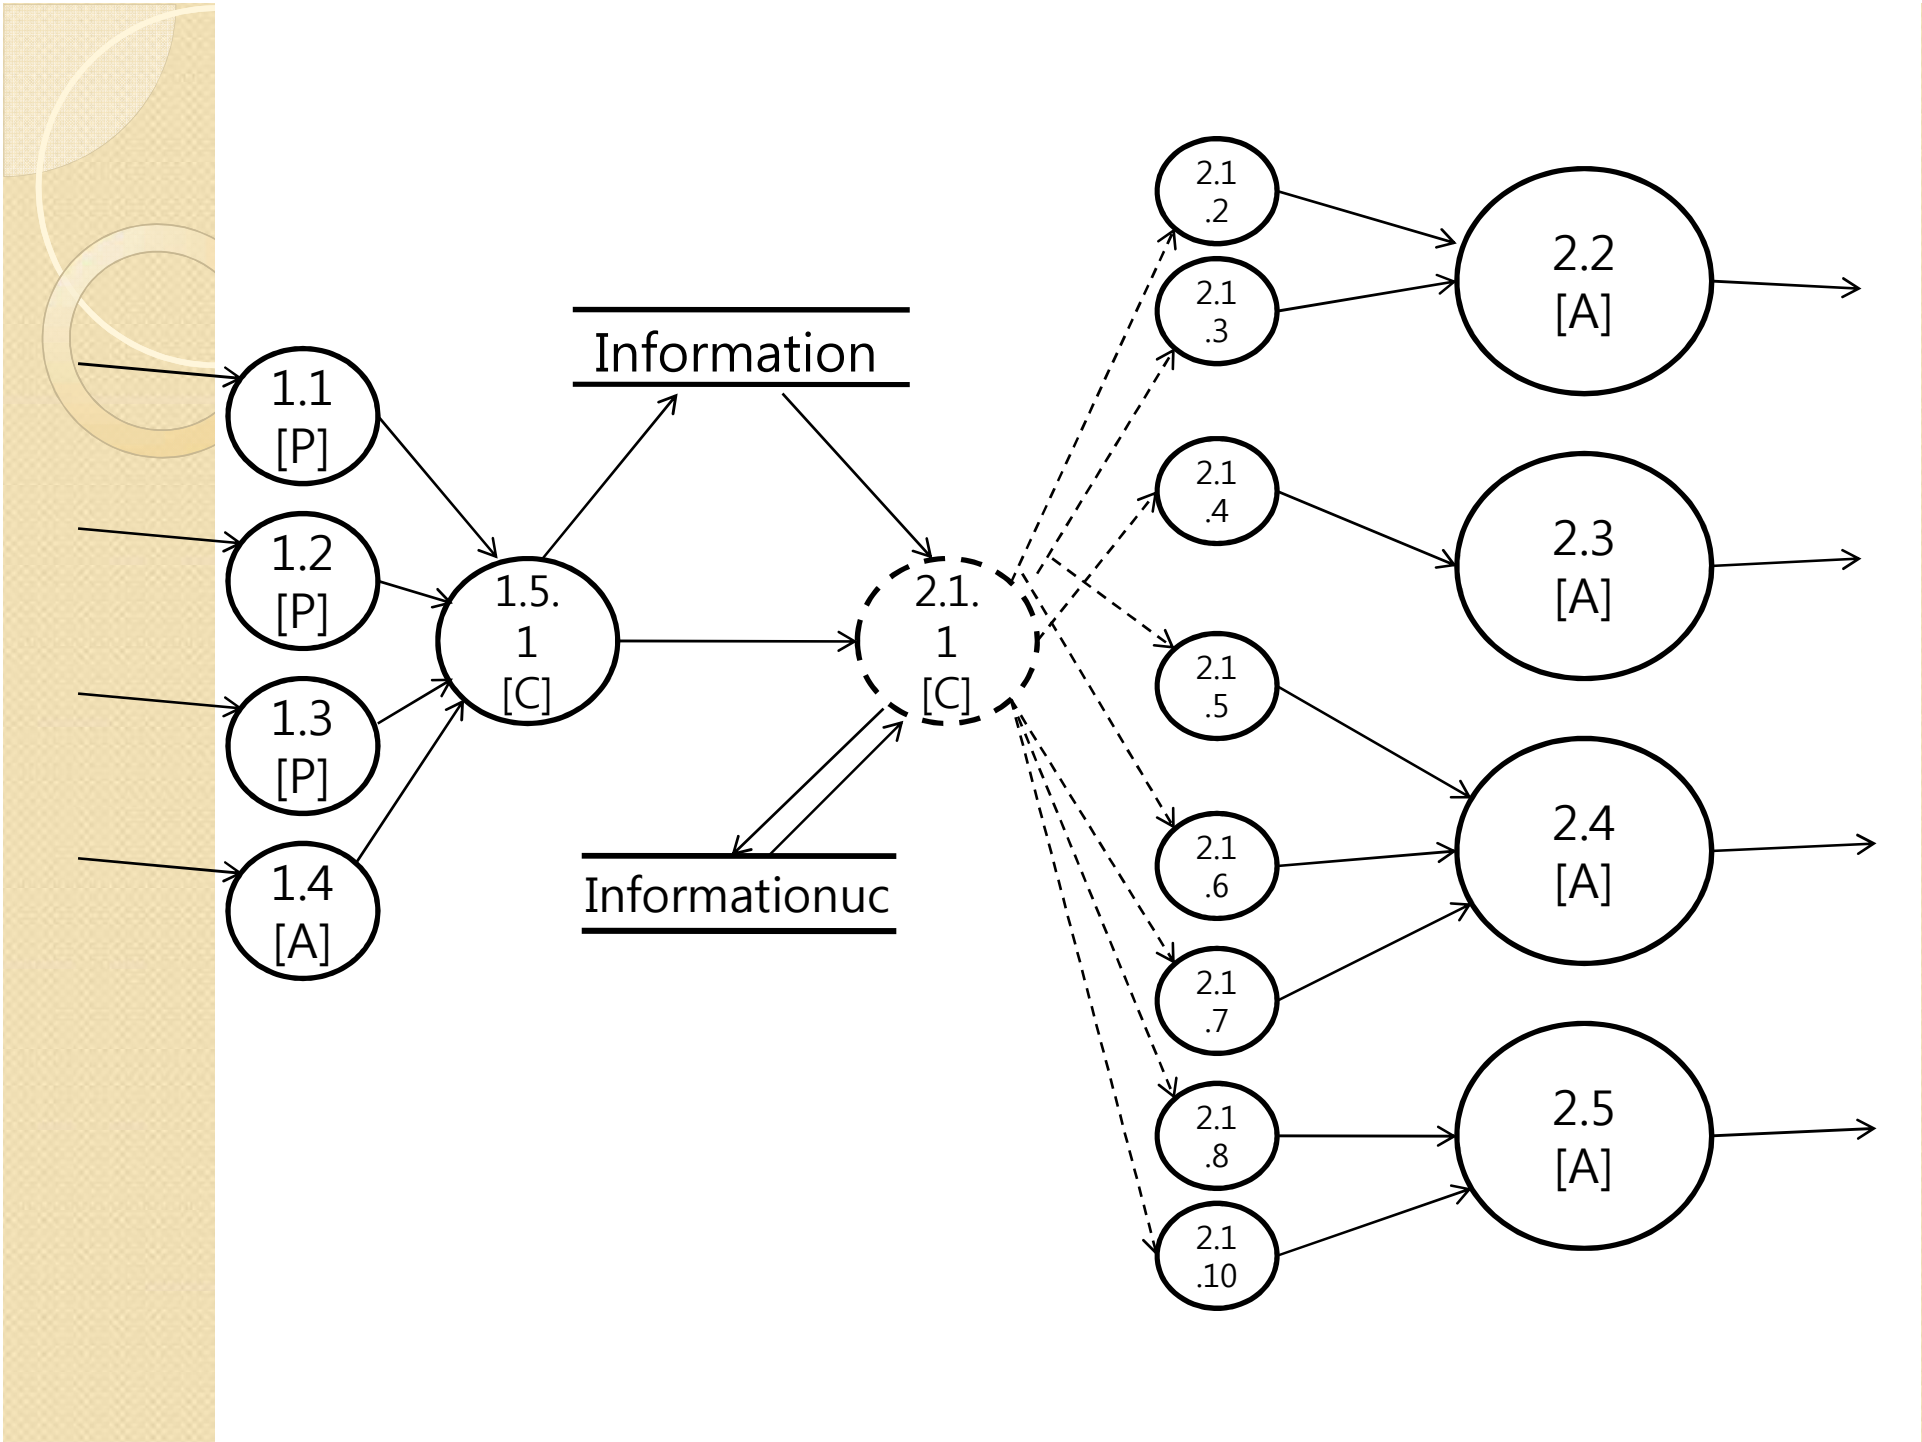 1.1
[P]
1.2
[P]
1.3
[P]
1.4
[A]
1.5.
1
[C]
Information
Informationuc
2.1.
1
[C]
2.1
.2
2.1
.3
2.1
.4
2.1
.5
2.1
.6
2.1
.7
2.1
.8
2.1
.10
2.2
[A]
2.3
[A]
2.4
[A]
2.5
[A]